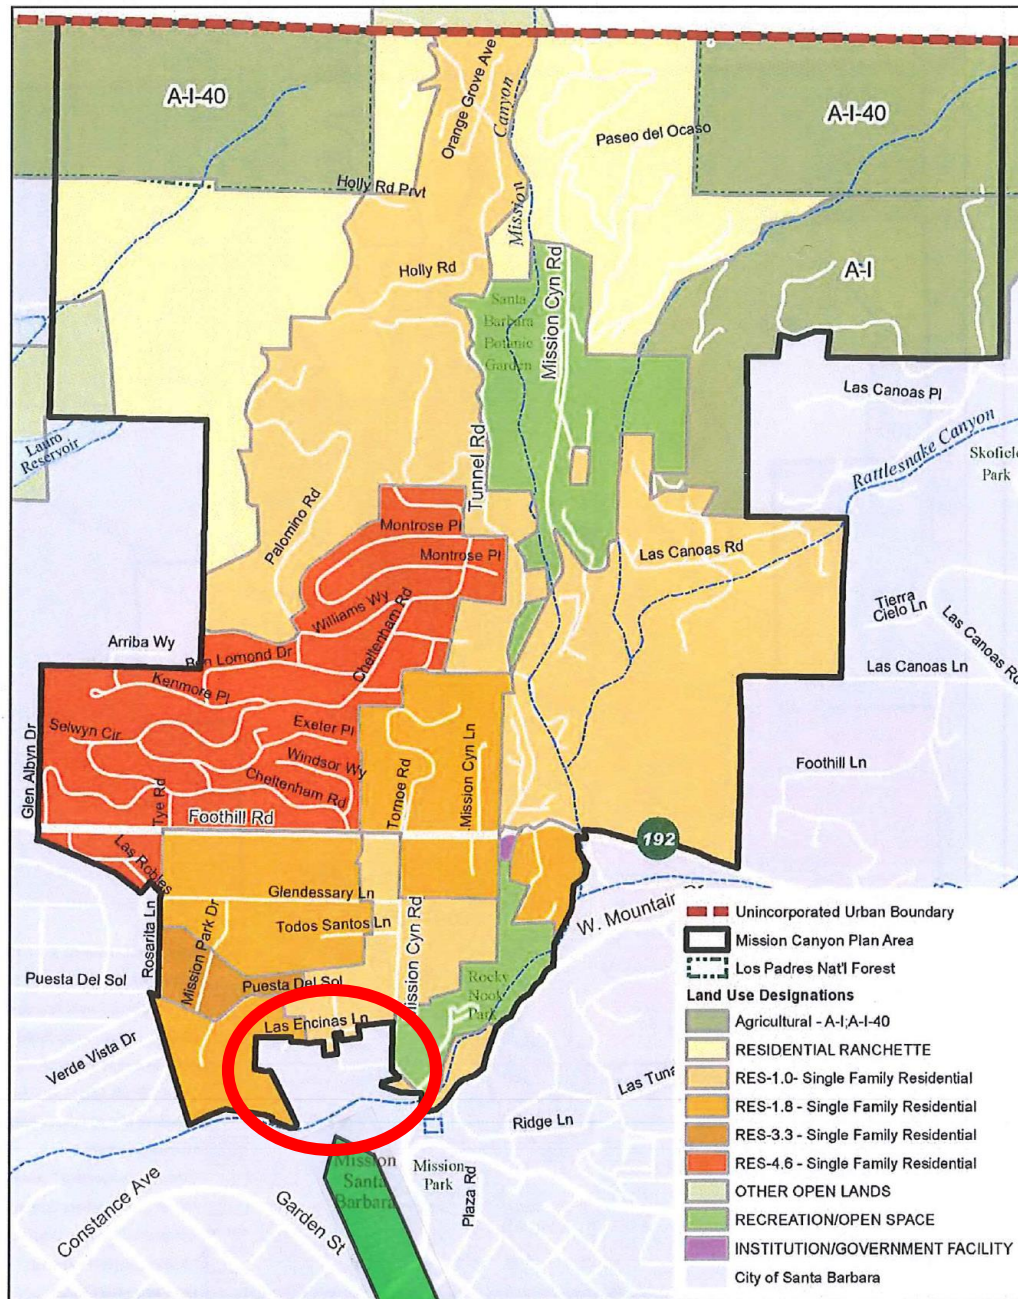 A-I-40
Orange Grove Ave
Canyon
Mission
Paseo del Ocaso
A-I-40
Holly Rd Prvt
Holly Rd
Mission Cyn Rd
A-I
Santa
Barbara
Botanic
Garden
Las Canoas Pl
Rattlesnake Canyon
Skofield
Park
Lauro
Reservoir
Tunnel Rd
Palomino Rd
Montrose Pl
Montrose Pl
Las Canoas Rd
Williams Wy
Cheltenham Rd
Tierra
Cielo Ln
Las Canoas Rd
Arriba Wy
Ben Lomond Dr
Las Canoas Ln
Kenmore Pl
Selwyn Cir
Exeter Pl
Windsor Wy
Cheltenham Rd
Glen Albyn Dr
Tye Rd
Tornoe Rd
Mission Cyn Ln
Foothill Ln
Foothill Rd
192
Las Robles
Glendessary Ln
W. Mountain Dr
Rosarita Ln
Mission Park Dr
Todos Santos Ln
Mission Cyn Rd
Puesta Del Sol
Puesta Del Sol
Rocky
Nook
Park
Las Encinas Ln
Verde Vista Dr
Las Tuna
Ridge Ln
Mission
Santa
Barbara
Mission
Park
Plaza Rd
Constance Ave
Garden St
Unincorporated Urban Boundary
Mission Canyon Plan Area
Los Padres Nat'l Forest
Land Use Designations
Agricultural - A-I;A-I-40
RESIDENTIAL RANCHETTE
RES-1.0- Single Family Residential
RES-1.8 - Single Family Residential
RES-3.3 - Single Family Residential
RES-4.6 - Single Family Residential
OTHER OPEN LANDS
RECREATION/OPEN SPACE
INSTITUTION/GOVERNMENT FACILITY
City of Santa Barbara